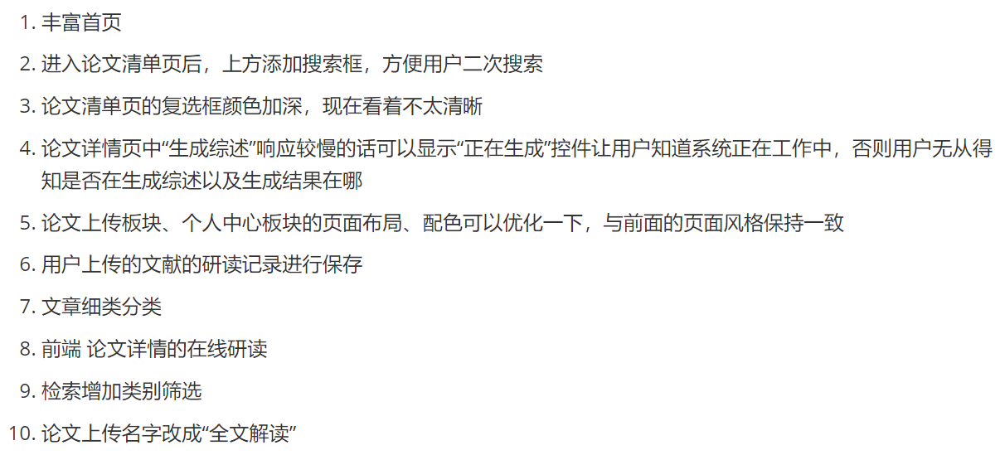 1. 丰富首页
2. 进入论文清单页后，上方添加搜索框，方便用户二次搜索
3. 论文清单页的复选框颜色加深，现在看着不太清晰
4. 论文详情页中“生成综述”响应较慢的话可以显示“正在生成”控件让用户知道系统正在工作中，否则用户无从得
知是否在生成综述以及生成结果在哪
5. 论文上传板块、个人中心板块的页面布局、配色可以优化一下，与前面的页面风格保持一致
6. 用户上传的文献的研读记录进行保存
7. 文章细类分类
8. 前端 论文详情的在线研读
9. 检索增加类别筛选
10. 论文上传名字改成“全文解读”